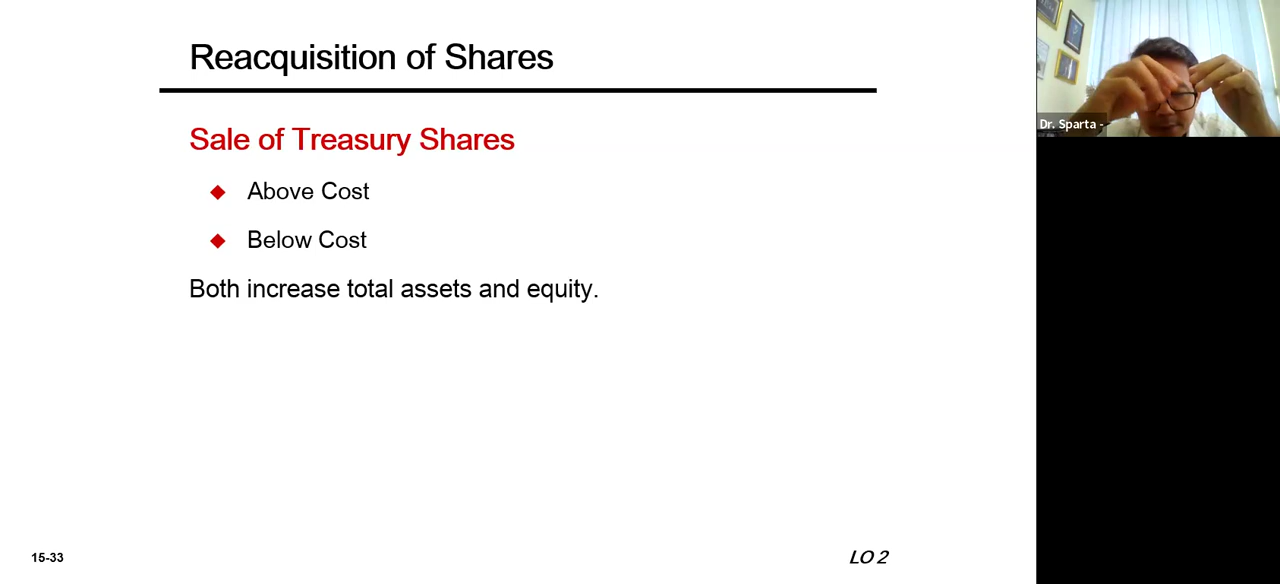 Reacquisition of Shares
Sale of Treasury Shares
Above Cost
Below Cost
Both increase total assets and equity.
15-33
LO 2
Dr. Sparta -